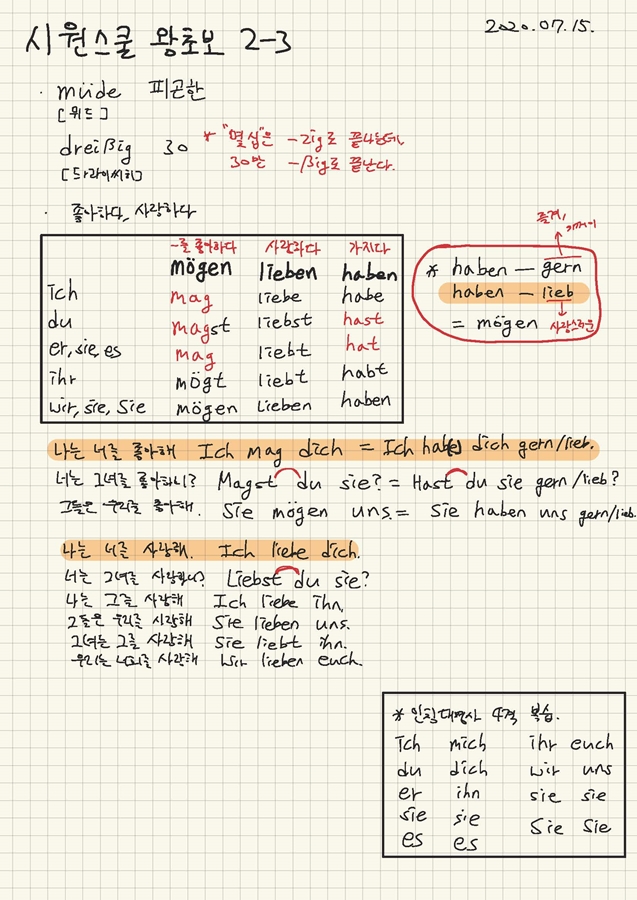 2020.07.15.
시원스쿨 왕초보 2-3
· müde 피곤한
[뮈드]
dreißig 30 * "몇십"은 -zig로 끝나는데,
[드라이씨히] 30만 -ßig로 끝난다.
· 좋아하다, 사랑하다
~를 좋아하다 사랑하다 가지다
mögen lieben haben
ich mag liebe habe
du magst liebst hast
er, sie, es mag liebt hat
ihr mögt liebt habt
wir, sie, Sie mögen lieben haben
즐겨, 기꺼이
* haben - gern
haben - lieb
= mögen 사랑스러운
나는 너를 좋아해 Ich mag dich = Ich hab(e) dich gern/lieb.
너는 그녀를 좋아하니? Magst du sie? = Hast du sie gern/lieb?
그들은 우리를 좋아해. Sie mögen uns. = Sie haben uns gern/lieb.
나는 너를 사랑해. Ich liebe dich.
너는 그녀를 사랑하니? Liebst du sie?
나는 그를 사랑해 Ich liebe ihn.
그들은 우리를 사랑해 Sie lieben uns.
그녀는 그를 사랑해 Sie liebt ihn.
우리는 너희를 사랑해 Wir lieben euch.
* 인칭대명사 4격 복습.
ich mich ihr euch
du dich wir uns
er ihn sie sie
sie sie Sie Sie
es es